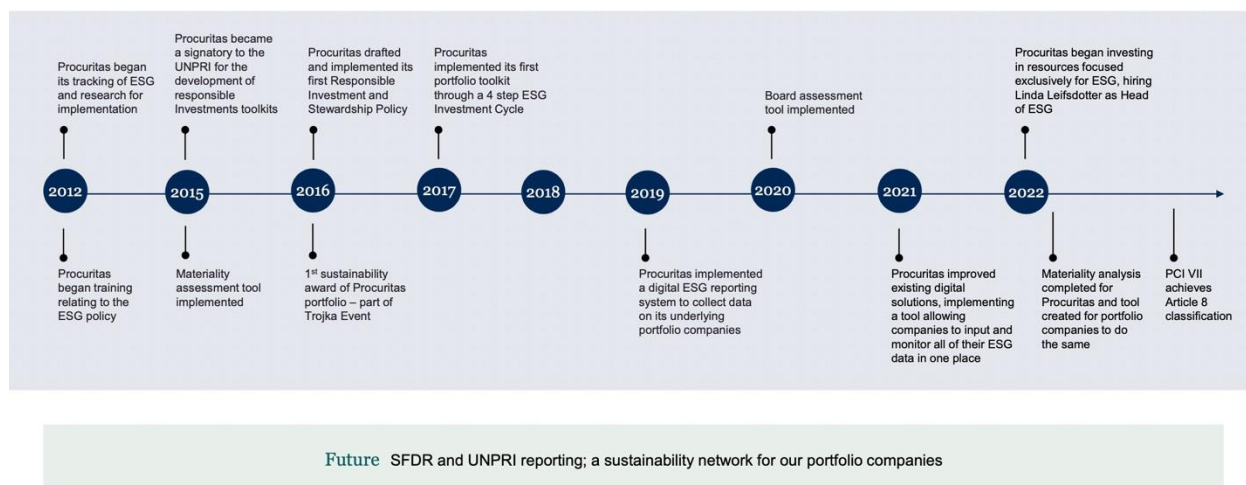 Procuritas began
its tracking of ESG
and research for
implementation
Procuritas became
a signatory to the
UNPRI for the
development of
responsible
Investments toolkits
Procuritas drafted
and implemented its
first Responsible
Investment and
Stewardship Policy
Procuritas
implemented its first
portfolio toolkit
through a 4 step ESG
Investment Cycle
Board assessment
tool implemented
Procuritas began investing
in resources focused
exclusively for ESG, hiring
Linda Leifsdotter as Head
of ESG
2012
2015
2016
2017
2018
2019
2020
2021
2022
Procuritas
began training
relating to the
ESG policy
Materiality
assessment tool
implemented
1st sustainability
award of Procuritas
portfolio – part of
Trojka Event
Procuritas implemented
a digital ESG reporting
system to collect data
on its underlying
portfolio companies
Procuritas improved
existing digital
solutions, implementing
a tool allowing
companies to input and
monitor all of their ESG
data in one place
Materiality analysis
completed for
Procuritas and tool
created for portfolio
companies to do
the same
PCI VII
achieves
Article 8
classification
Future SFDR and UNPRI reporting; a sustainability network for our portfolio companies